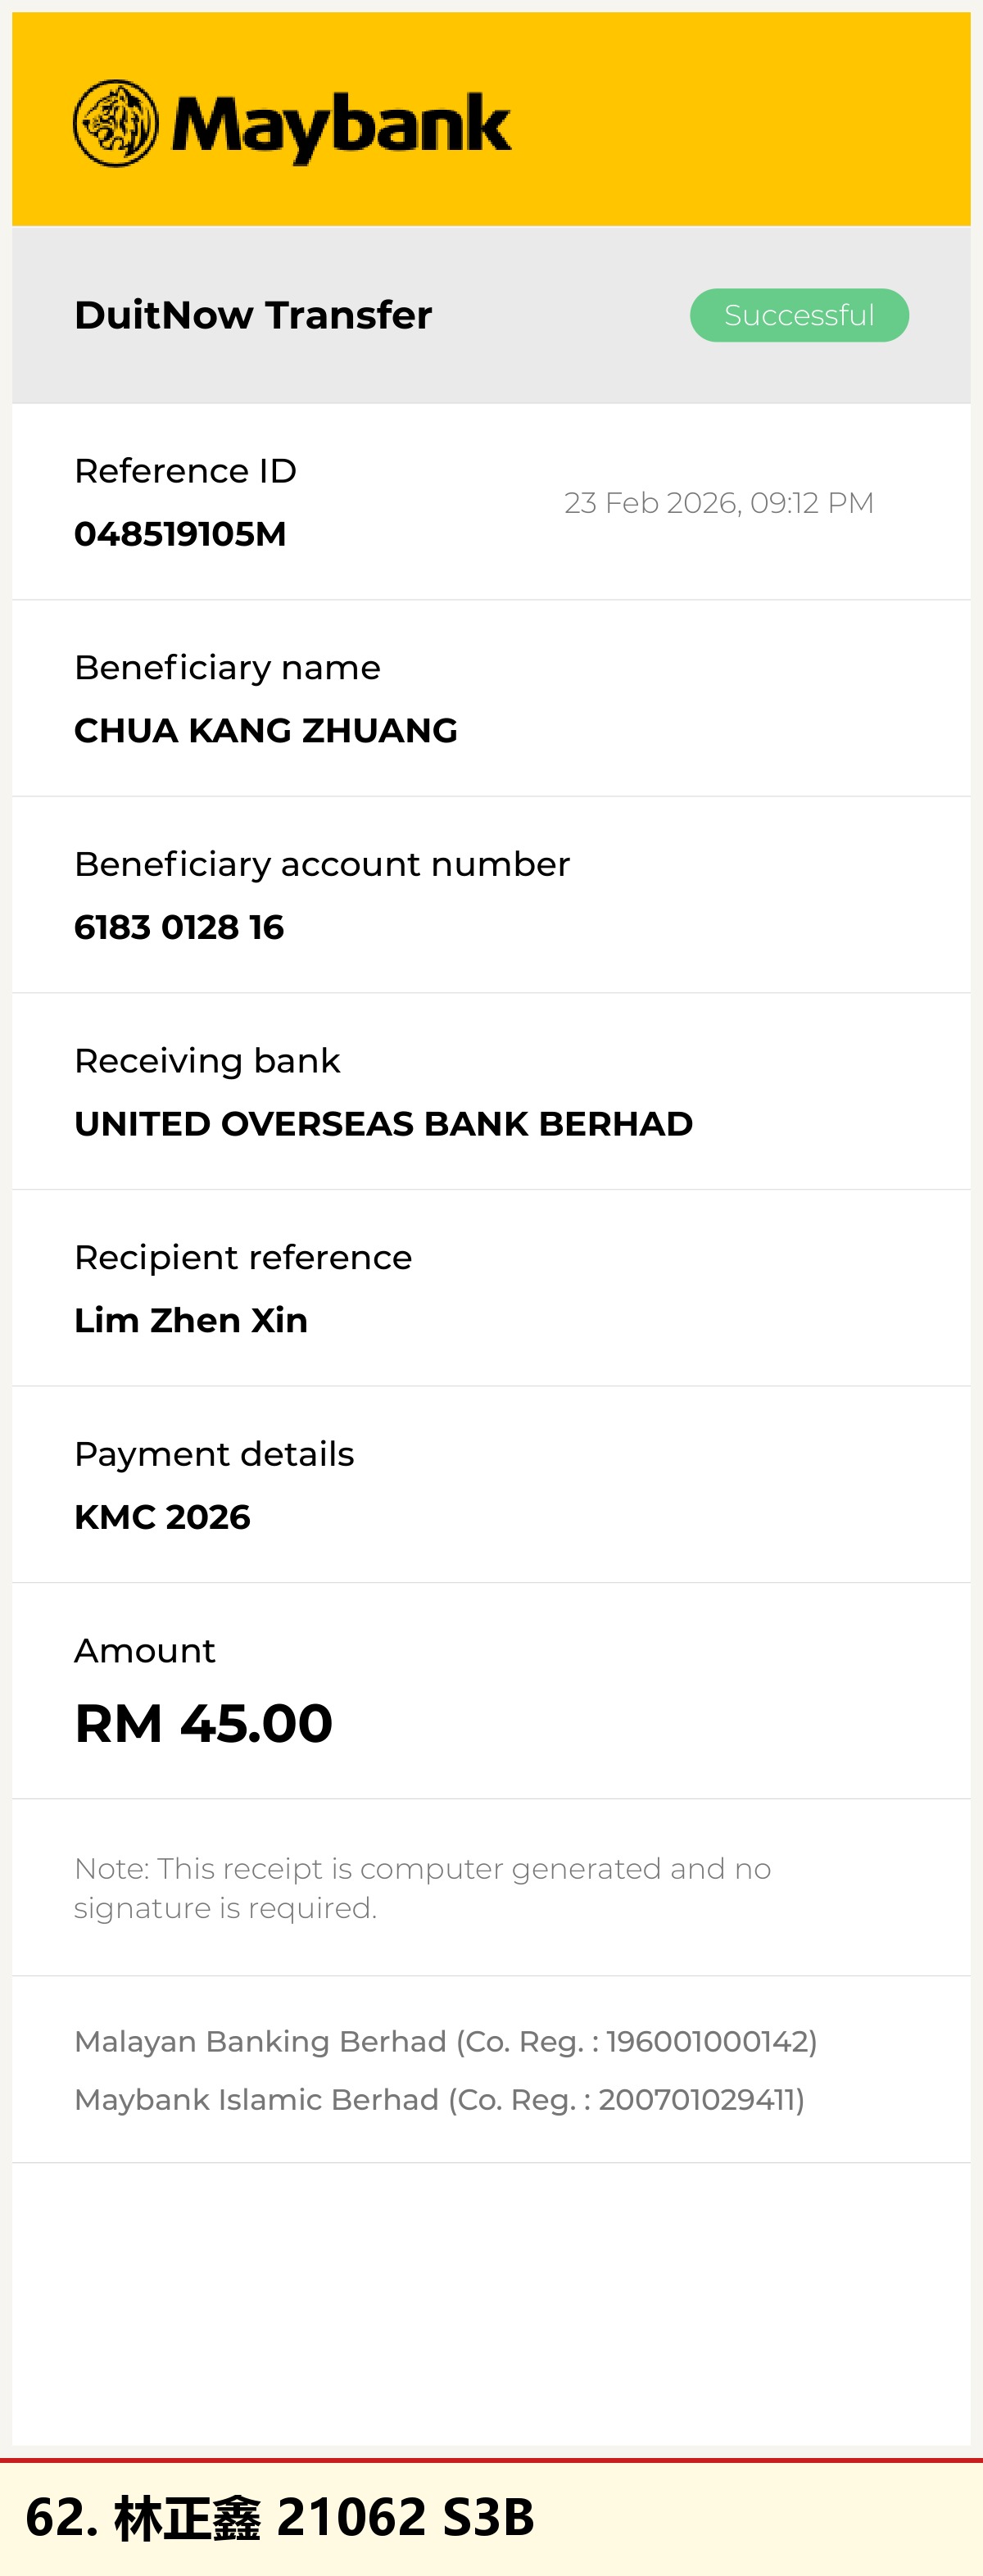 Maybank
DuitNow Transfer
Successful
Reference ID
048519105M
23 Feb 2026, 09:12 PM
Beneficiary name
CHUA KANG ZHUANG
Beneficiary account number
6183 0128 16
Receiving bank
UNITED OVERSEAS BANK BERHAD
Recipient reference
Lim Zhen Xin
Payment details
KMC 2026
Amount
RM 45.00
Note: This receipt is computer generated and no
signature is required.
Malayan Banking Berhad (Co. Reg. : 196001000142)
Maybank Islamic Berhad (Co. Reg. : 200701029411)
62. 林正鑫 21062 S3B